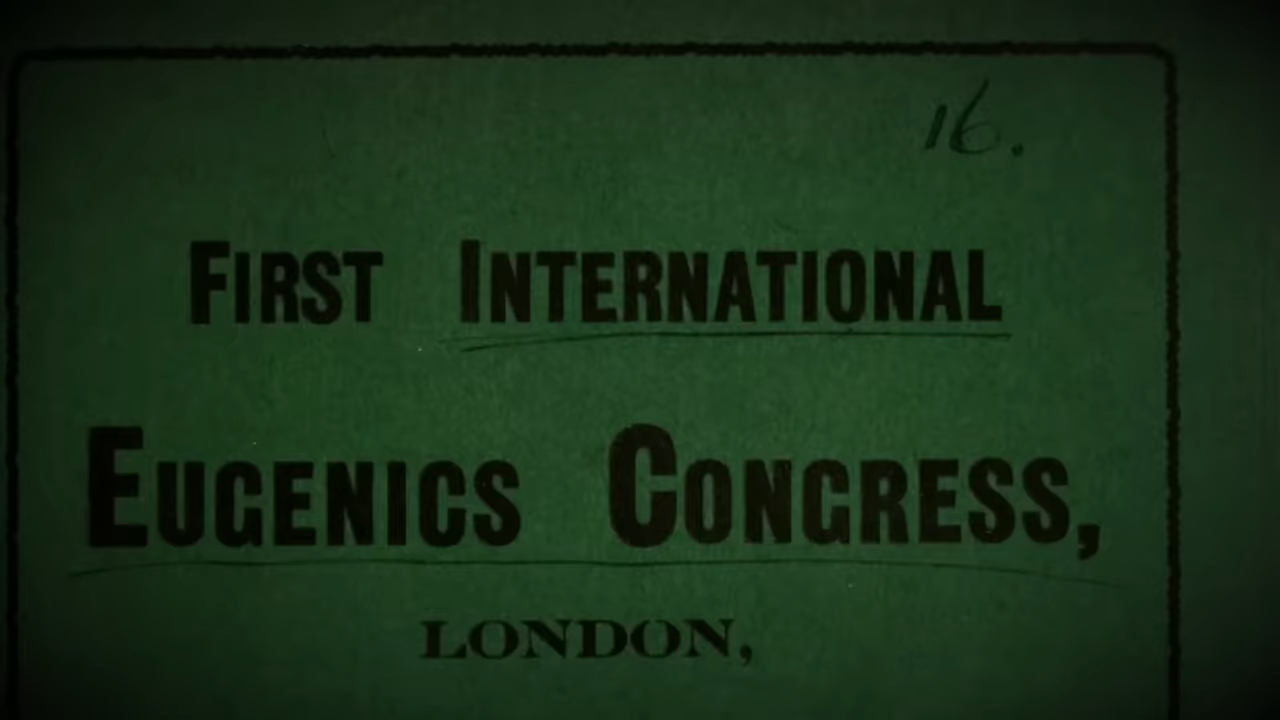 16.
First International
Eugenics Congress,
LONDON,